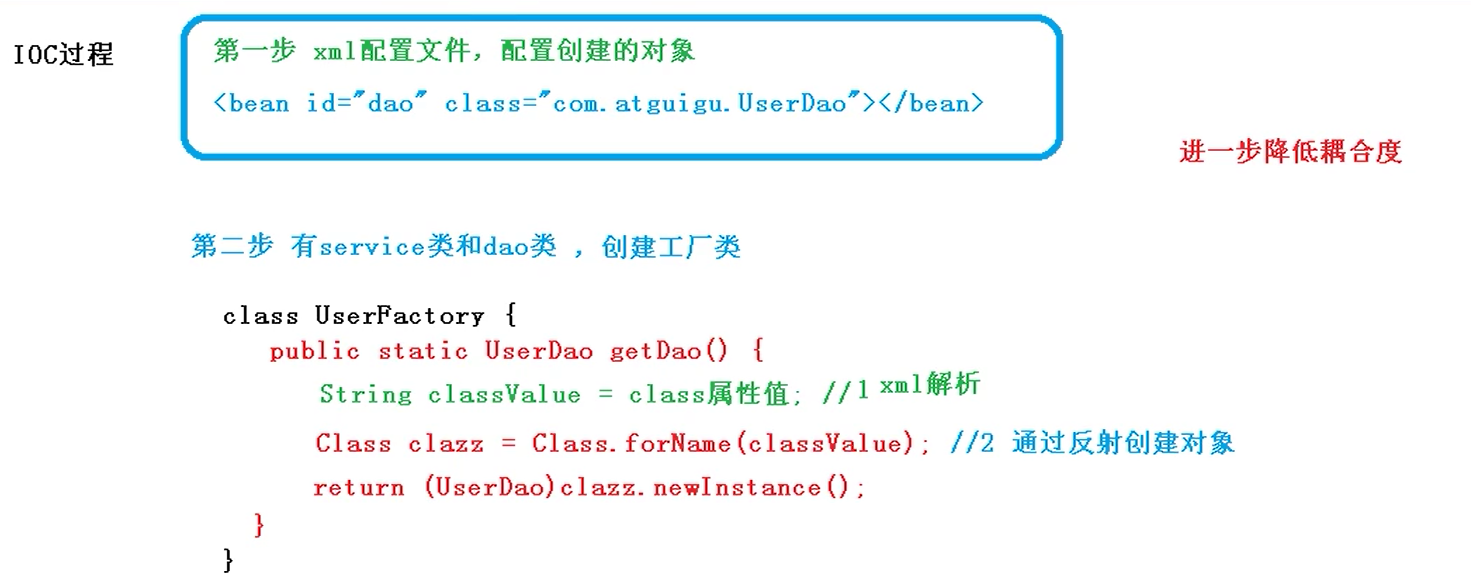 IOC过程
第一步 xml配置文件，配置创建的对象
<bean id="dao" class="com.atguigu.UserDao"></bean>
进一步降低耦合度
第二步 有service类和dao类 ，创建工厂类
class UserFactory {
public static UserDao getDao() {
String classValue = class属性值; //1 xml解析
Class clazz = Class.forName(classValue); //2 通过反射创建对象
return (UserDao)clazz.newInstance();
}
}